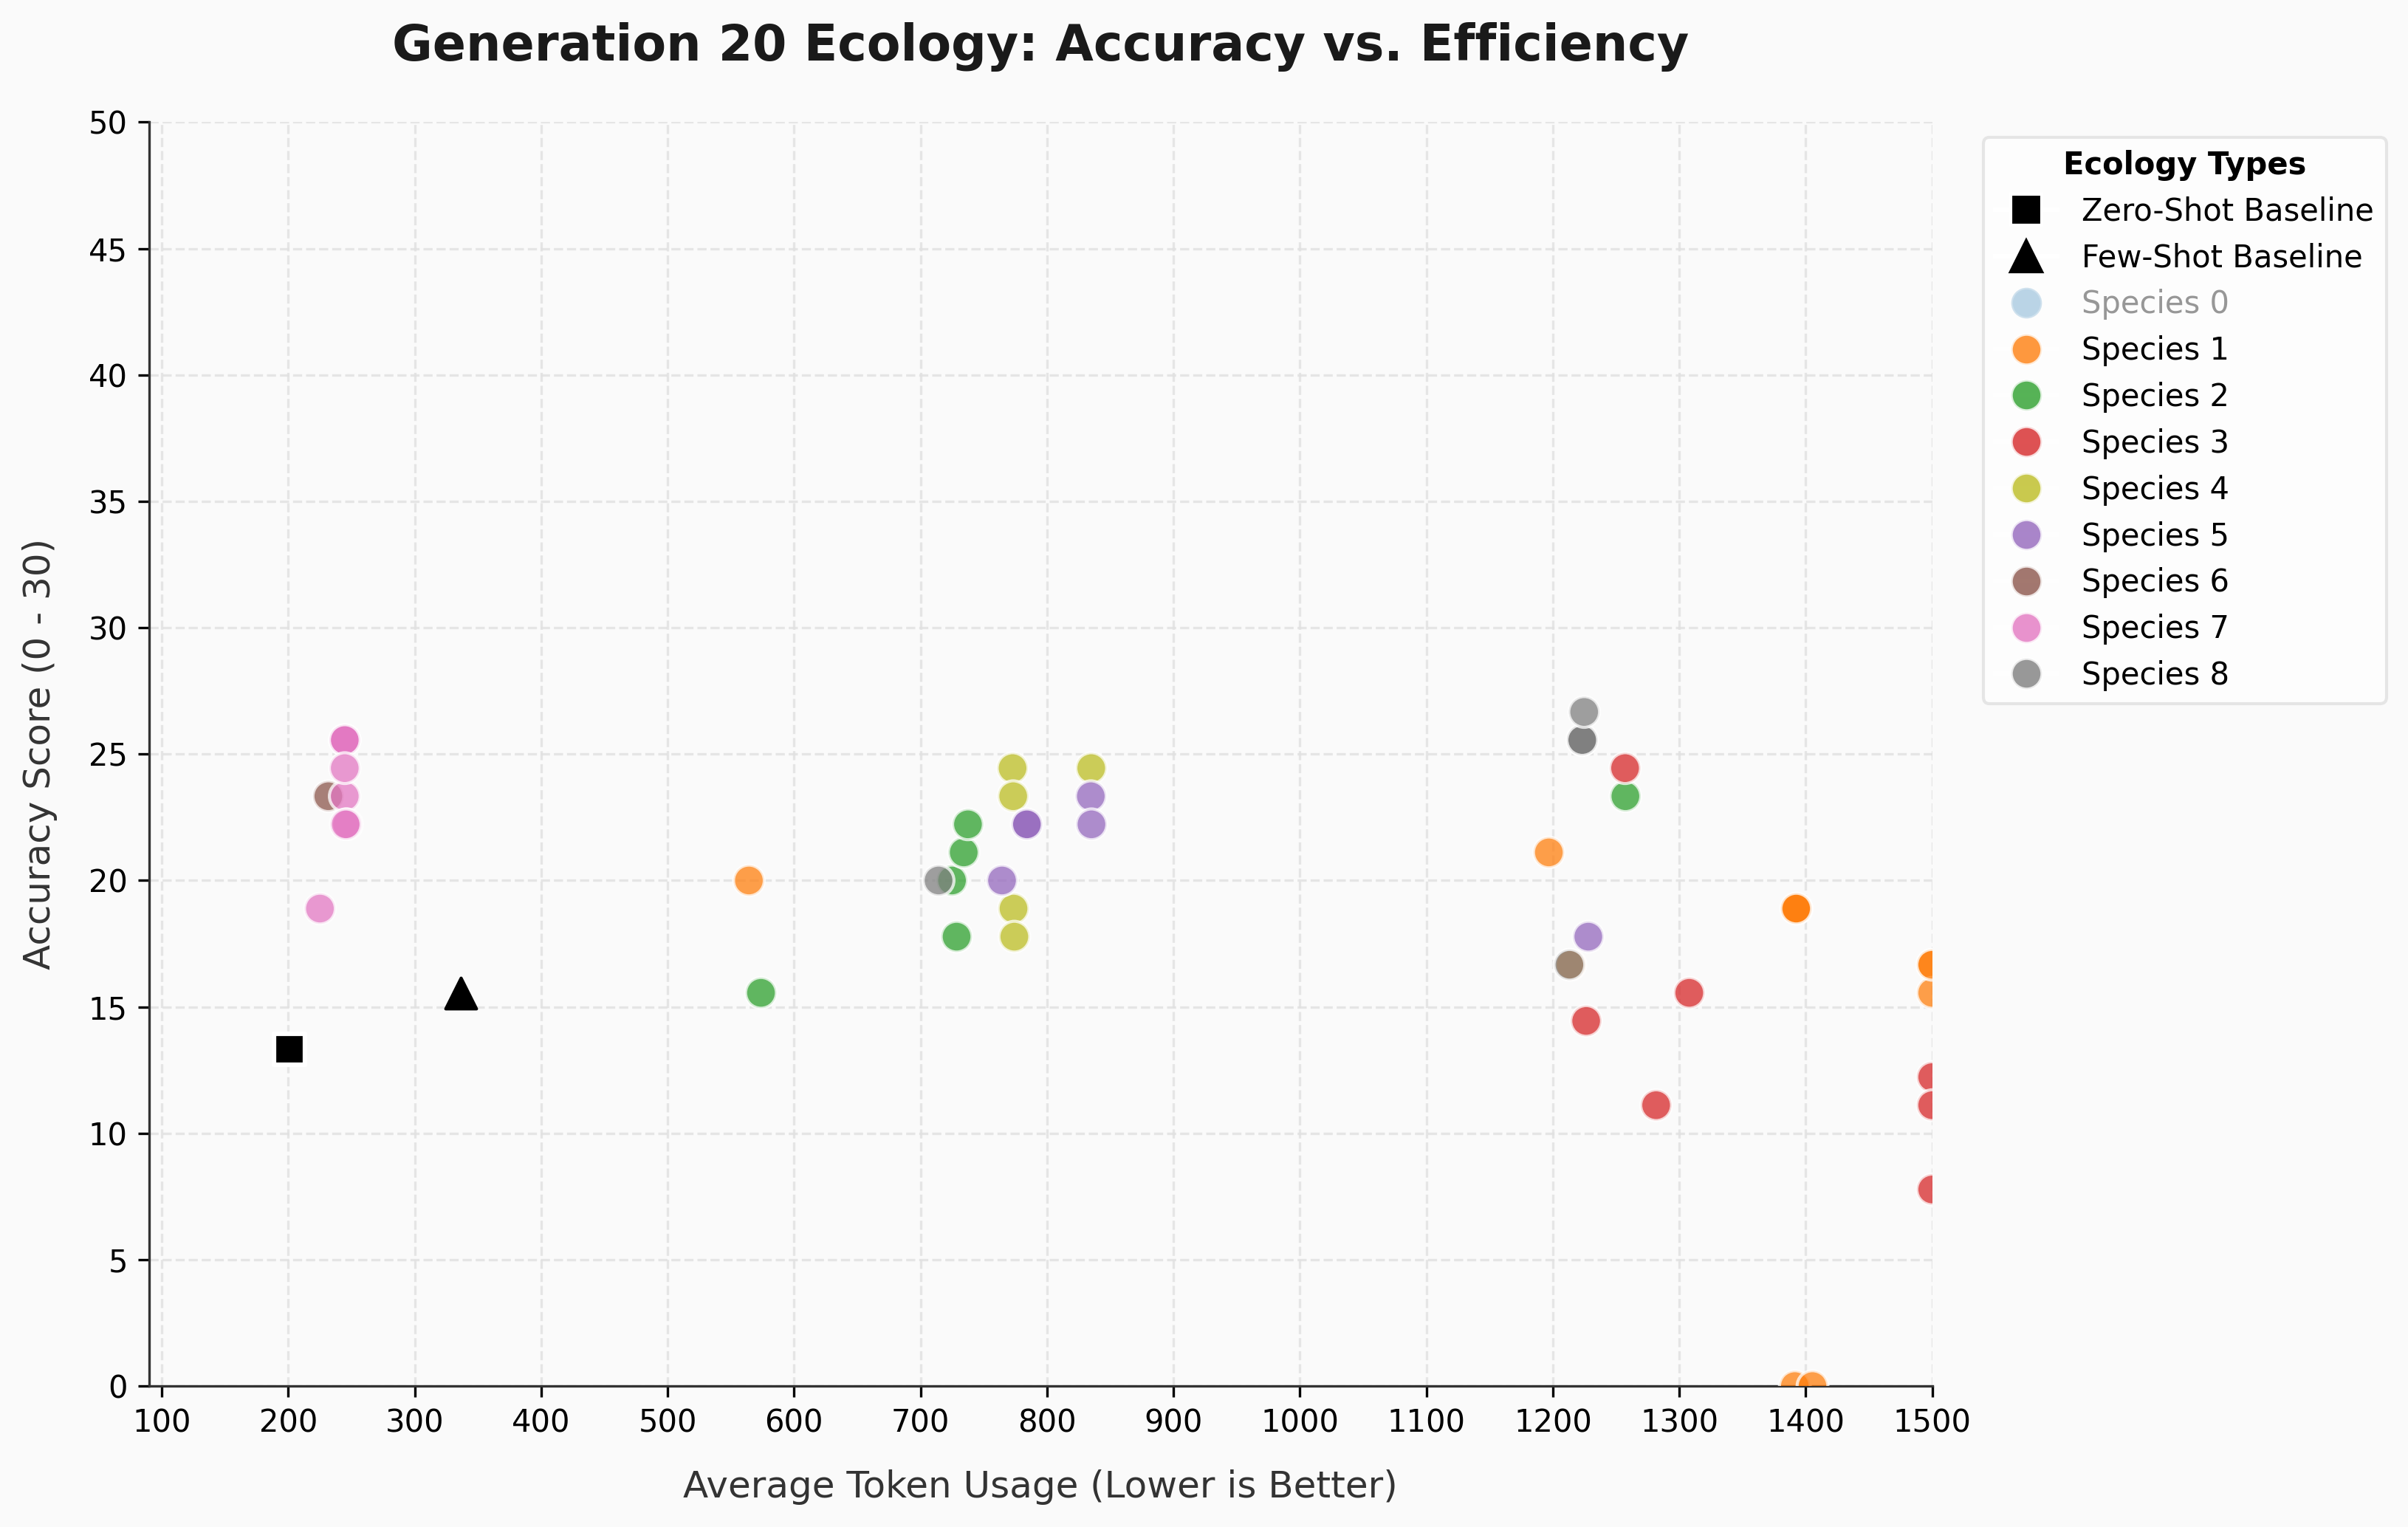 Generation 20 Ecology: Accuracy vs. Efficiency
50
45
40
35
30
25
20
15
10
5
0
Accuracy Score (0 - 30)
100 200 300 400 500 600 700 800 900 1000 1100 1200 1300 1400 1500
Average Token Usage (Lower is Better)
Ecology Types
Zero-Shot Baseline
Few-Shot Baseline
Species 0
Species 1
Species 2
Species 3
Species 4
Species 5
Species 6
Species 7
Species 8